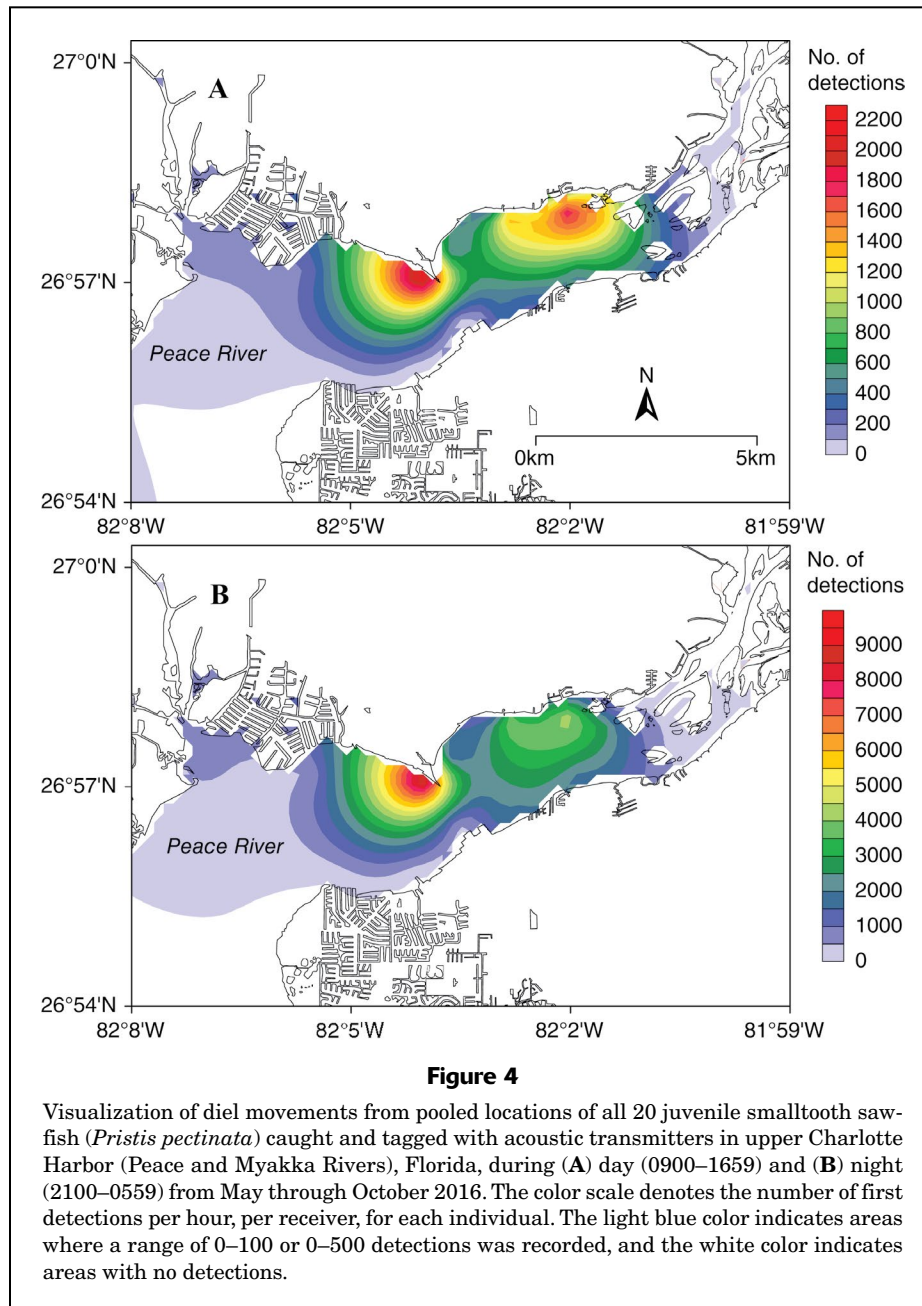 27°0'N
A
No. of
detections
2200
2000
1800
1600
1400
1200
1000
800
600
400
200
0
26°57'N
Peace River
N
0km 5km
26°54'N
82°8'W 82°5'W 82°2'W 81°59'W
27°0'N
B
No. of
detections
9000
8000
7000
6000
5000
4000
3000
2000
1000
0
26°57'N
Peace River
26°54'N
82°8'W 82°5'W 82°2'W 81°59'W
Figure 4
Visualization of diel movements from pooled locations of all 20 juvenile smalltooth saw-
fish (Pristis pectinata) caught and tagged with acoustic transmitters in upper Charlotte
Harbor (Peace and Myakka Rivers), Florida, during (A) day (0900–1659) and (B) night
(2100–0559) from May through October 2016. The color scale denotes the number of first
detections per hour, per receiver, for each individual. The light blue color indicates areas
where a range of 0–100 or 0–500 detections was recorded, and the white color indicates
areas with no detections.